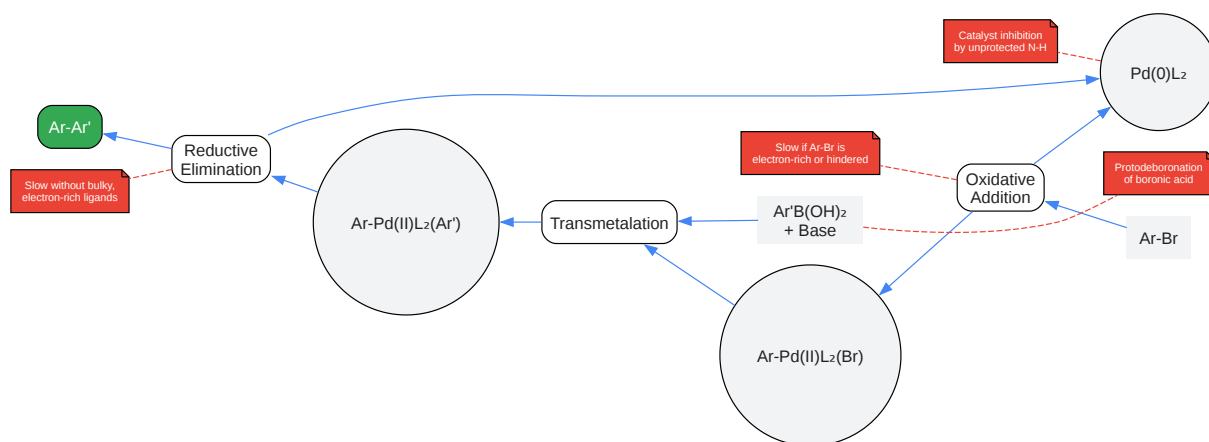 Catalyst inhibition
by unprotected N-H
Pd(0)L₂
Ar-Ar'
Reductive
Elimination
Slow if Ar-Br is
electron-rich or hindered
Protodeboronation
of boronic acid
Slow without bulky,
electron-rich ligands
Oxidative
Addition
Ar-Pd(II)L₂(Ar')
Transmetalation
Ar'B(OH)₂
+ Base
Ar-Br
Ar-Pd(II)L₂(Br)